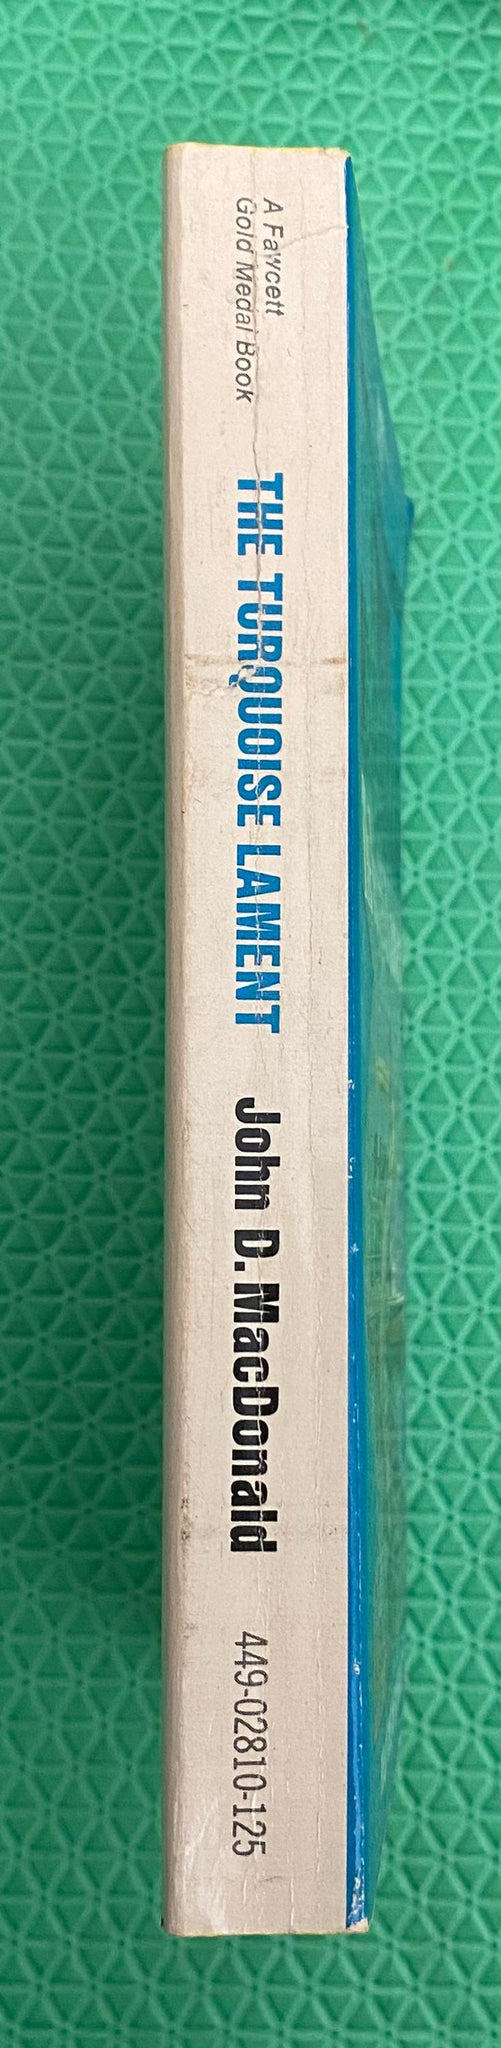 A Fawcett
Gold Medal Book
THE TURQUOISE LAMENT
John D. MacDonald
449-02810-125